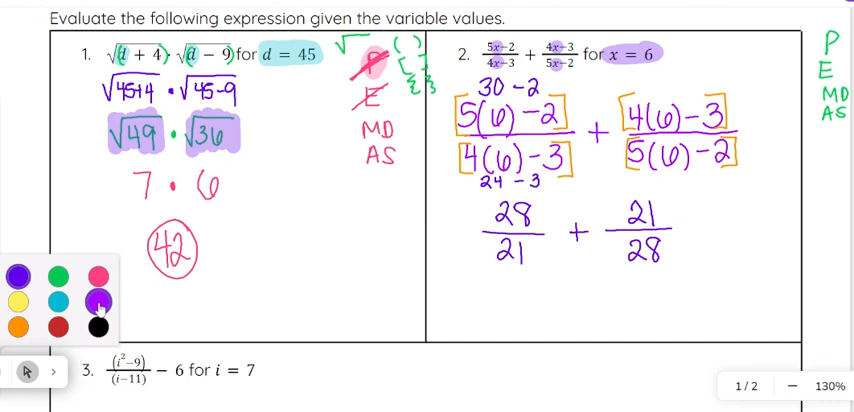 Evaluate the following expression given the variable values.
1. √(d + 4) · √(d − 9) for d = 45
√45+4 · √45-9
√49 · √36
7 · 6
42
√ ( )
[ ]
{ }
P
E
MD
AS
2. 5x−2/4x−3 + 4x−3/5x−2 for x = 6
30 - 2
[5(6) - 2]/[4(6) - 3] + [4(6) - 3]/[5(6) - 2]
24 - 3
28/21 + 21/28
P
E
MD
AS
3. (i²−9)/(i−11) − 6 for i = 7
1 / 2 − 130%